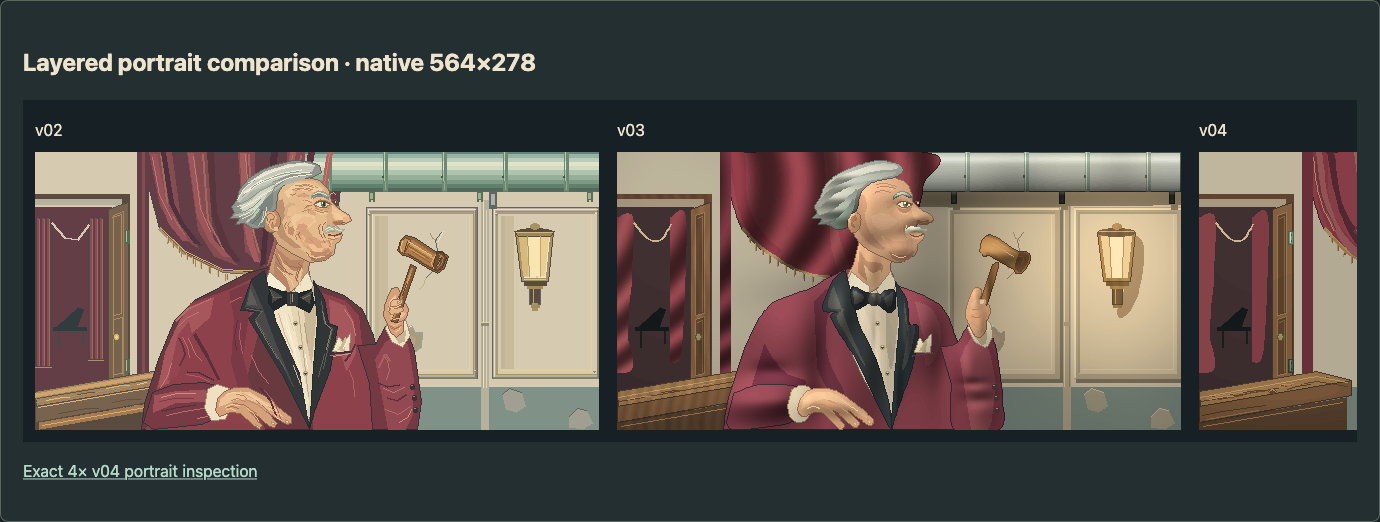 Layered portrait comparison · native 564×278
v02
v03
v04
Exact 4× v04 portrait inspection